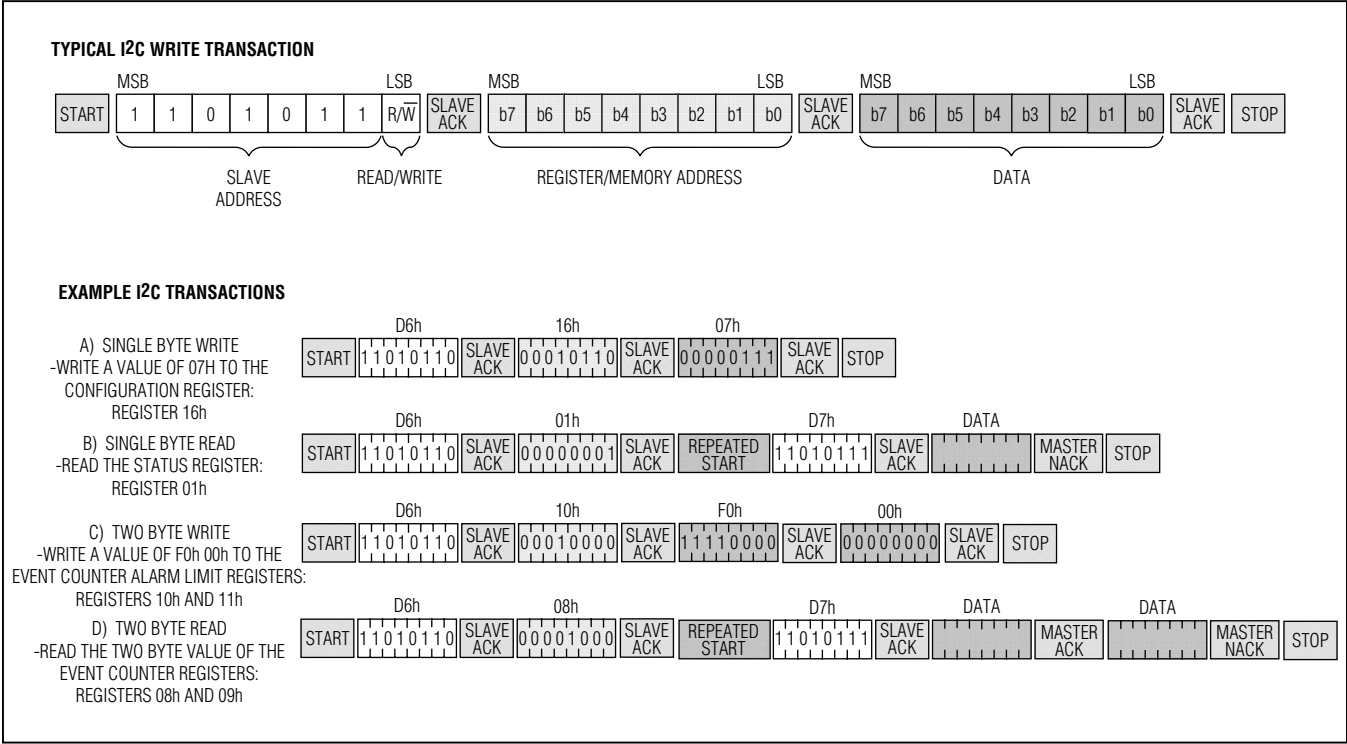 TYPICAL I2C WRITE TRANSACTION
MSB LSB MSB LSB MSB LSB
START 1 1 0 1 0 1 1 R/W̅ SLAVE ACK b7 b6 b5 b4 b3 b2 b1 b0 SLAVE ACK b7 b6 b5 b4 b3 b2 b1 b0 SLAVE ACK STOP
SLAVE ADDRESS READ/WRITE REGISTER/MEMORY ADDRESS DATA
EXAMPLE I2C TRANSACTIONS
A) SINGLE BYTE WRITE
-WRITE A VALUE OF 07H TO THE
CONFIGURATION REGISTER:
REGISTER 16h
D6h 16h 07h
START 11010110 SLAVE ACK 00010110 SLAVE ACK 00000111 SLAVE ACK STOP
B) SINGLE BYTE READ
-READ THE STATUS REGISTER:
REGISTER 01h
D6h 01h D7h DATA
START 11010110 SLAVE ACK 00000001 SLAVE ACK REPEATED START 11010111 SLAVE ACK MASTER NACK STOP
C) TWO BYTE WRITE
-WRITE A VALUE OF F0h 00h TO THE
EVENT COUNTER ALARM LIMIT REGISTERS:
REGISTERS 10h AND 11h
D6h 10h F0h 00h
START 11010110 SLAVE ACK 00010000 SLAVE ACK 11110000 SLAVE ACK 00000000 SLAVE ACK STOP
D) TWO BYTE READ
-READ THE TWO BYTE VALUE OF THE
EVENT COUNTER REGISTERS:
REGISTERS 08h AND 09h
D6h 08h D7h DATA DATA
START 11010110 SLAVE ACK 00001000 SLAVE ACK REPEATED START 11010111 SLAVE ACK MASTER ACK MASTER NACK STOP